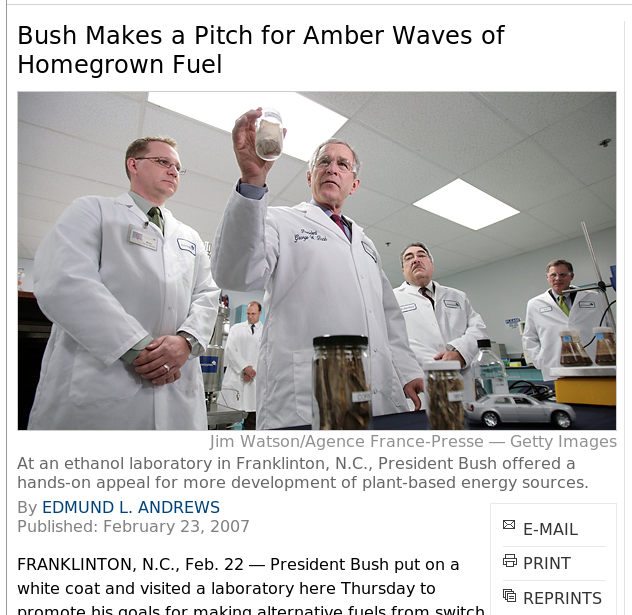 Bush Makes a Pitch for Amber Waves of
Homegrown Fuel
President
George W. Bush
Jim Watson/Agence France-Presse — Getty Images
At an ethanol laboratory in Franklinton, N.C., President Bush offered a
hands-on appeal for more development of plant-based energy sources.
By EDMUND L. ANDREWS
Published: February 23, 2007
E-MAIL
PRINT
REPRINTS
FRANKLINTON, N.C., Feb. 22 — President Bush put on a
white coat and visited a laboratory here Thursday to
promote his goals for making alternative fuels from switch